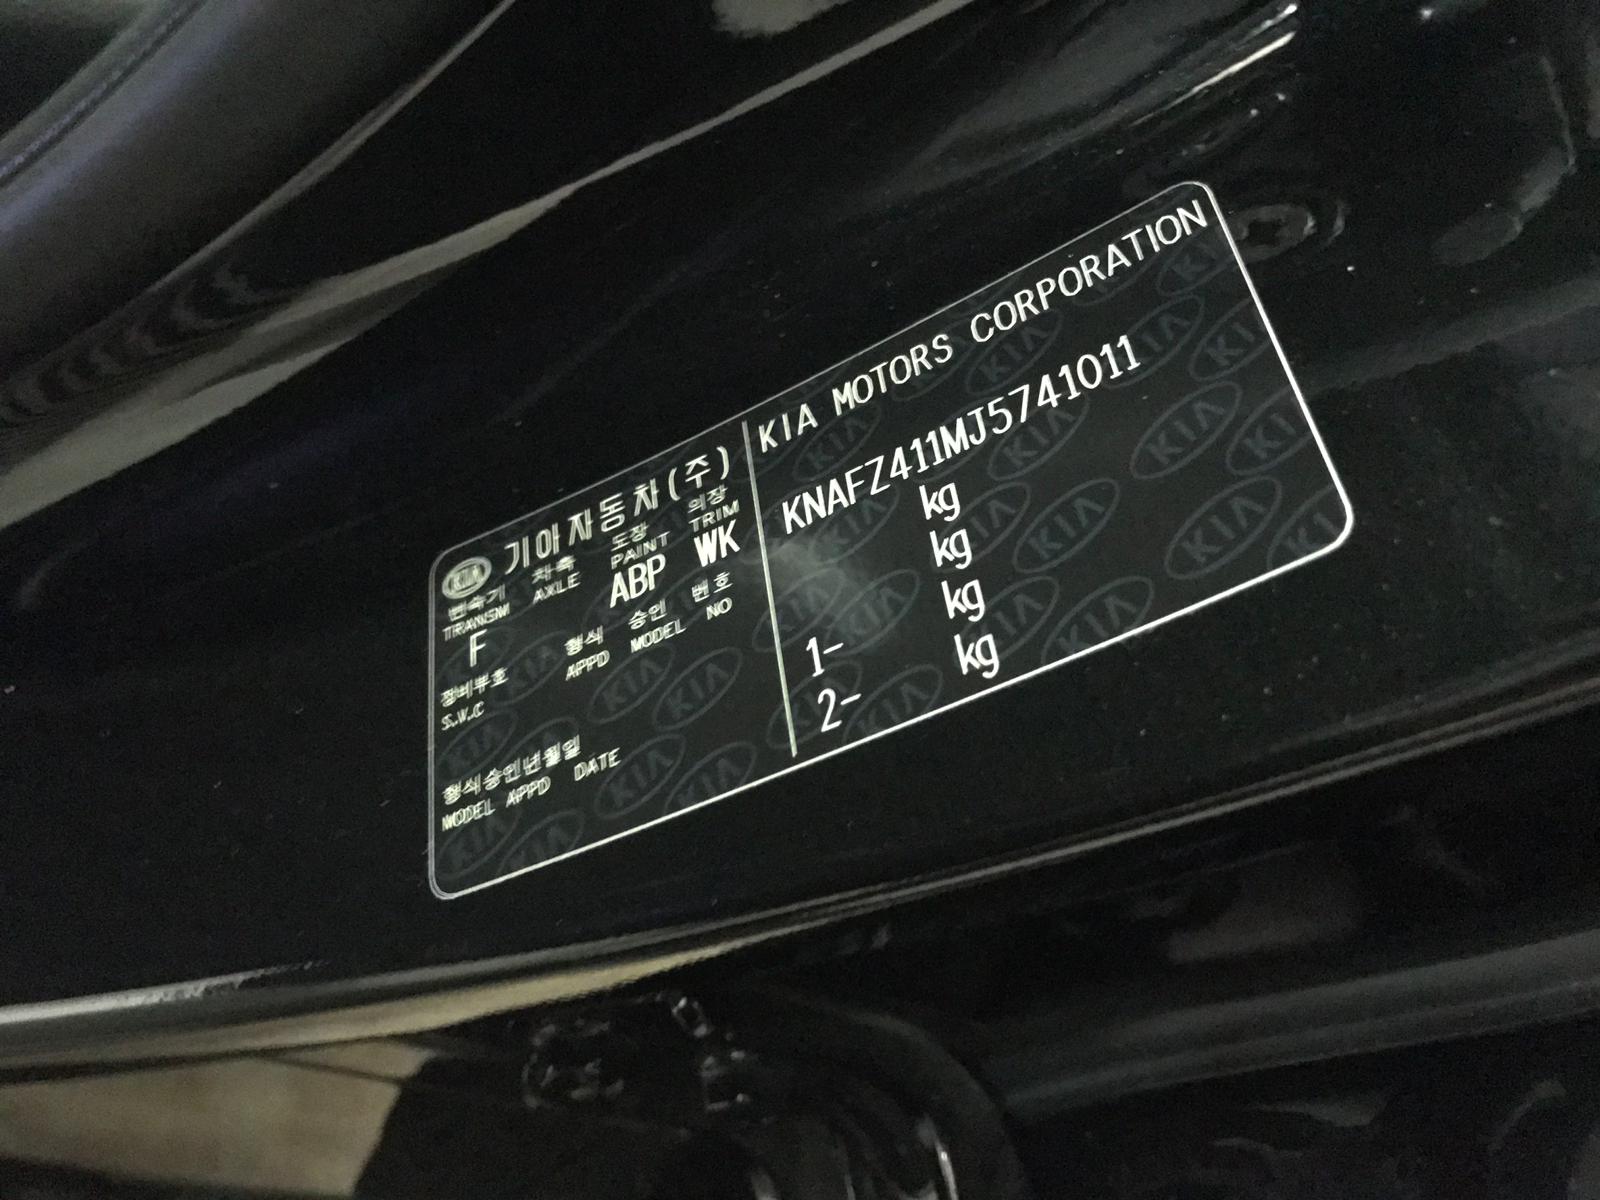 KIA 기아자동차(주)
변속기 차축 도장 의장
TRANSM AXLE PAINT TRIM
F ABP WK
장비부호 형식 승인 번호
S.V.C APPD MODEL NO
형식승인년월일
MODEL APPD DATE
KIA MOTORS CORPORATION
KNAFZ411MJ5741011
kg
kg
1- kg
2- kg